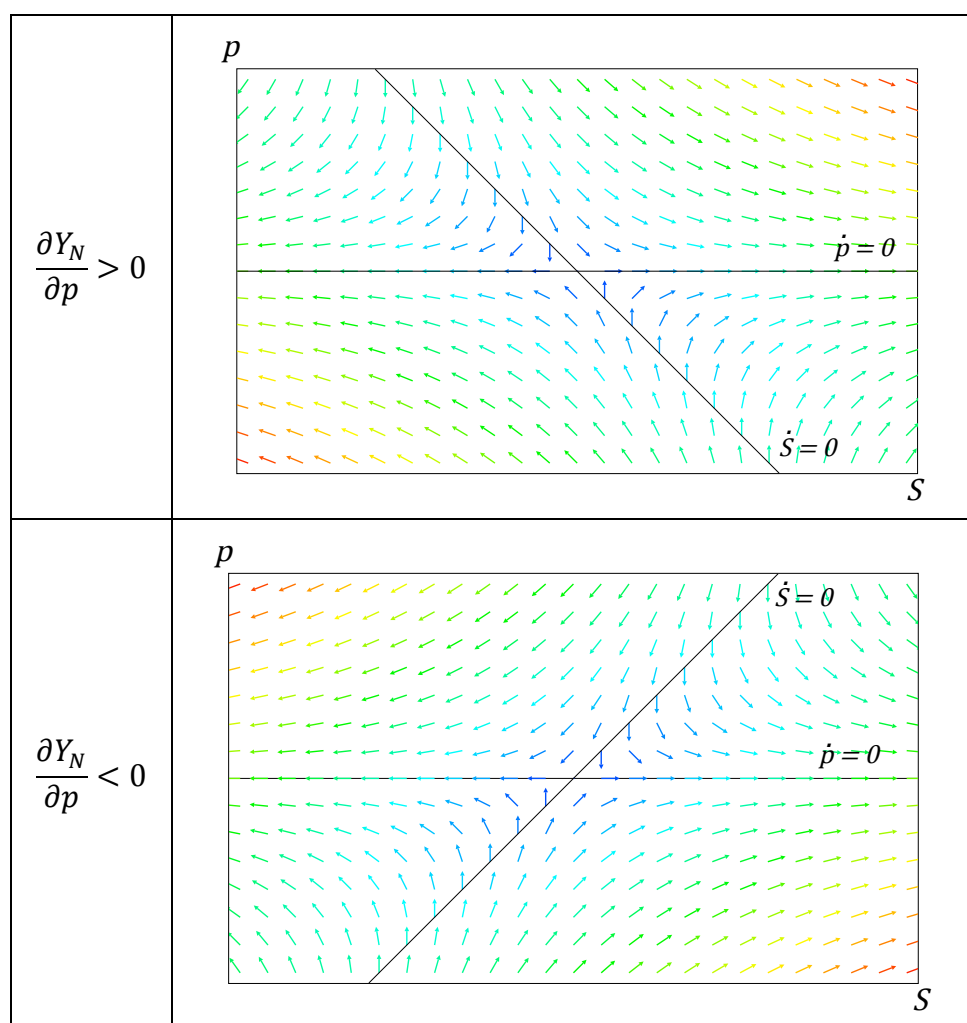 p
∂Y_N/∂p > 0
ṗ = 0
Ṡ = 0
S
p
Ṡ = 0
∂Y_N/∂p < 0
ṗ = 0
S